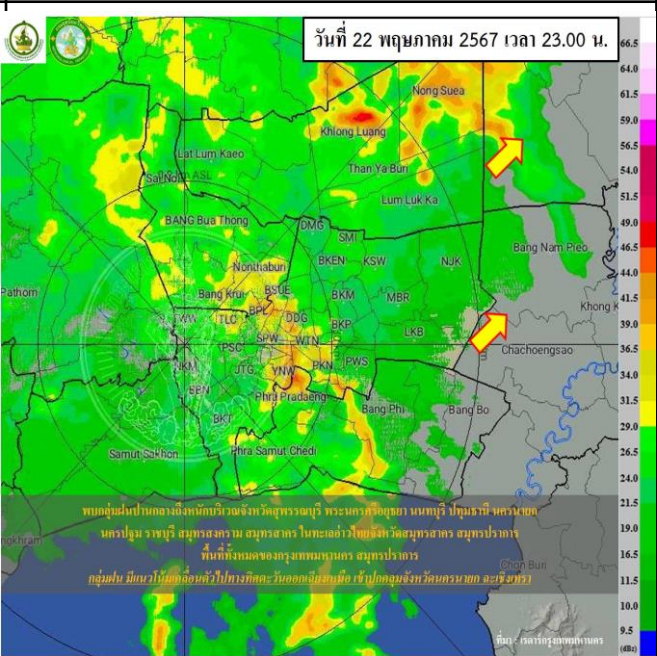 วันที่ 22 พฤษภาคม 2567 เวลา 23.00 น.
66.5
64.0
61.5
59.0
56.5
54.0
51.5
49.0
46.5
44.0
41.5
39.0
36.5
34.0
31.5
29.0
26.5
24.0
21.5
19.0
16.5
11.5
10.0
9.5
(dBz)
Nong Suea
Khlong Luang
Lat Lum Kaeo
Than Ya Buri
Sai Noi
ASL
Lum Luk Ka
BANG Bua Thong
DMG
SMI
Bang Nam Pieo
Nonthaburi
BKEN KSW NJK
Pathom
Bang Krui
BSUE
BKM MBR
Khong K
TWW TLC BPL DDG BKP
LKB
PSC SPW WTN
Chachoengsao
NKM JTG YNW BKN PWS
BBN
Phra Pradaeng
BKT
Bang Phi
Bang Bo
Samut Sakhon
Phra Samut Chedi
พบกลุ่มฝนปานกลางถึงหนักบริเวณจังหวัดสุพรรณบุรี พระนครศรีอยุธยา นนทบุรี ปทุมธานี นครนายก
นครปฐม ราชบุรี สมุทรสงคราม สมุทรสาคร ในทะเลอ่าวไทยจังหวัดสมุทรสาคร สมุทรปราการ
พื้นที่ทั้งหมดของกรุงเทพมหานคร สมุทรปราการ
กลุ่มฝน มีแนวโน้มเคลื่อนตัวไปทางทิศตะวันออกเฉียงเหนือ เข้าปกคลุมจังหวัดนครนายก ฉะเชิงเทรา
ngkhram
Chon Buri
ที่มา : เรดาร์กรุงเทพมหานคร